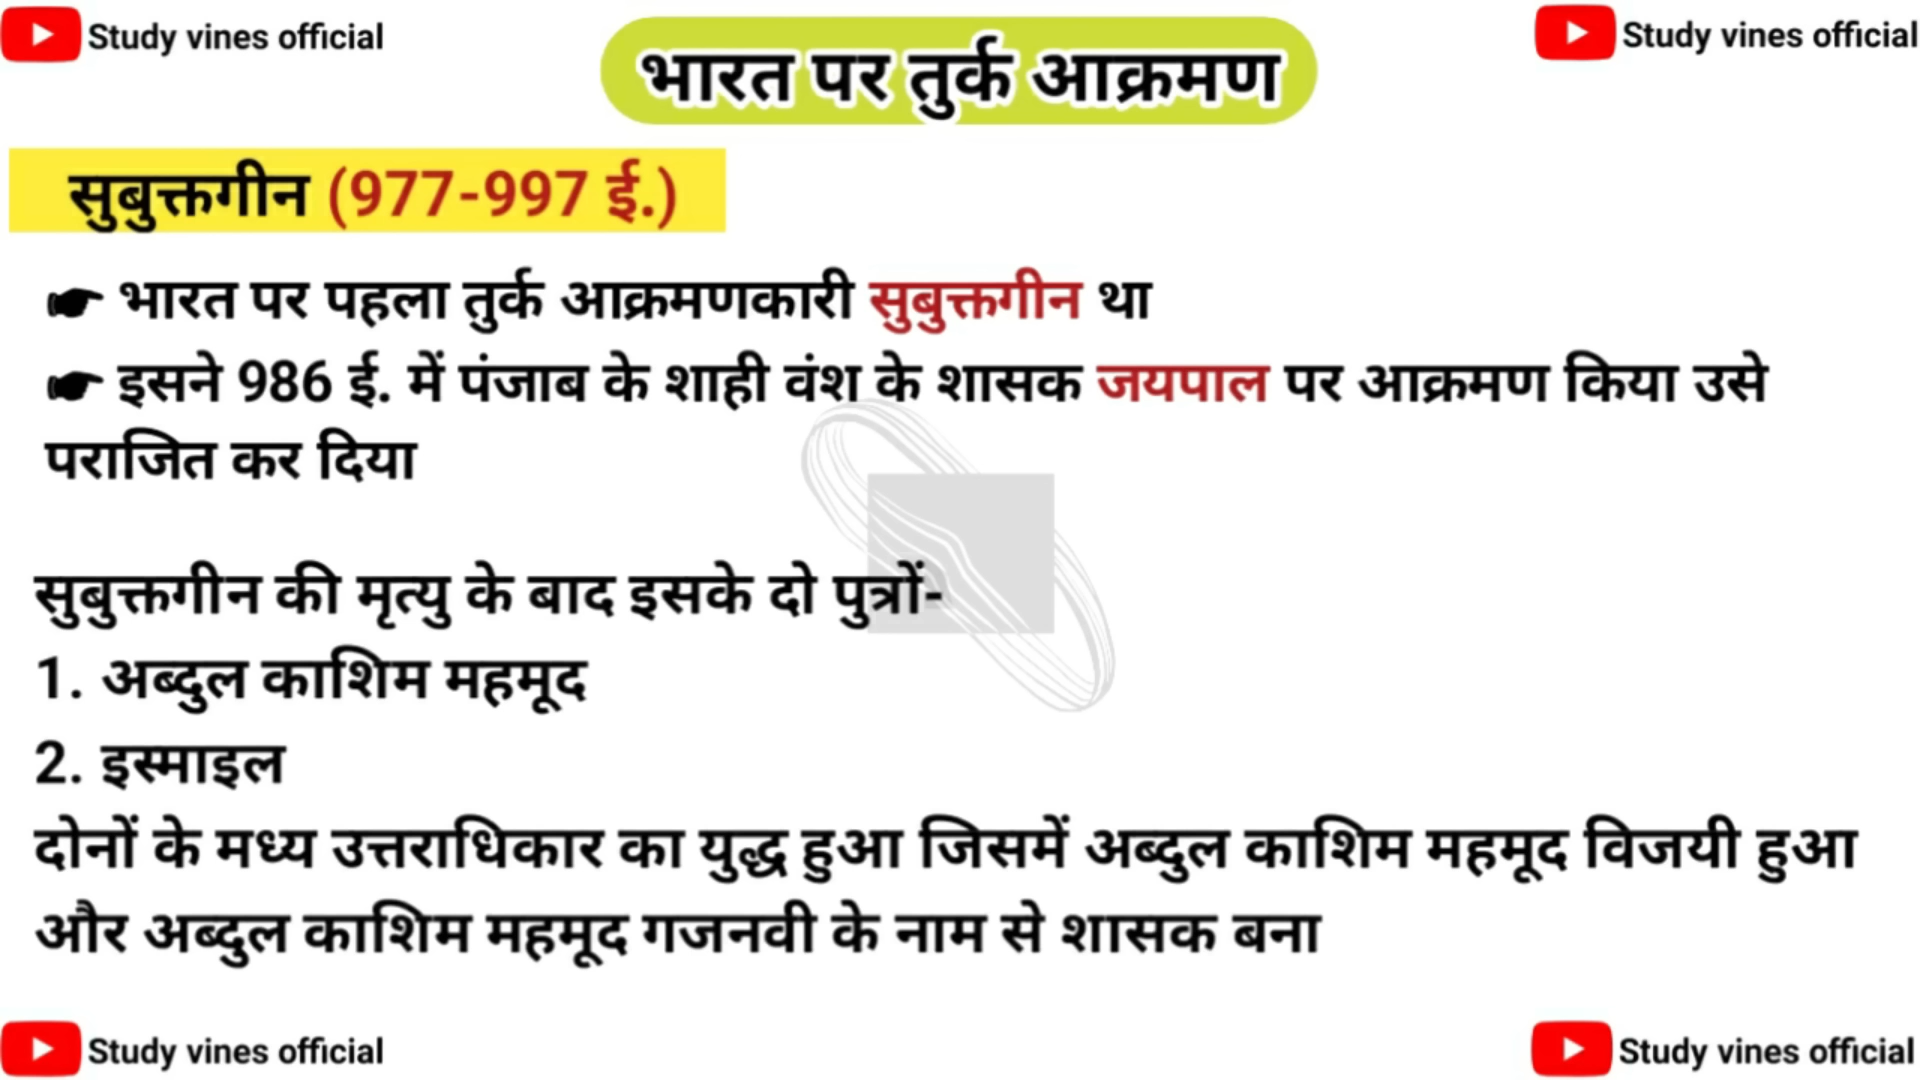 Study vines official
Study vines official
भारत पर तुर्क आक्रमण
सुबुक्तगीन (977-997 ई.)
☛ भारत पर पहला तुर्क आक्रमणकारी सुबुक्तगीन था
☛ इसने 986 ई. में पंजाब के शाही वंश के शासक जयपाल पर आक्रमण किया उसे
पराजित कर दिया
सुबुक्तगीन की मृत्यु के बाद इसके दो पुत्रों-
1. अब्दुल काशिम महमूद
2. इस्माइल
दोनों के मध्य उत्तराधिकार का युद्ध हुआ जिसमें अब्दुल काशिम महमूद विजयी हुआ
और अब्दुल काशिम महमूद गजनवी के नाम से शासक बना
Study vines official
Study vines official